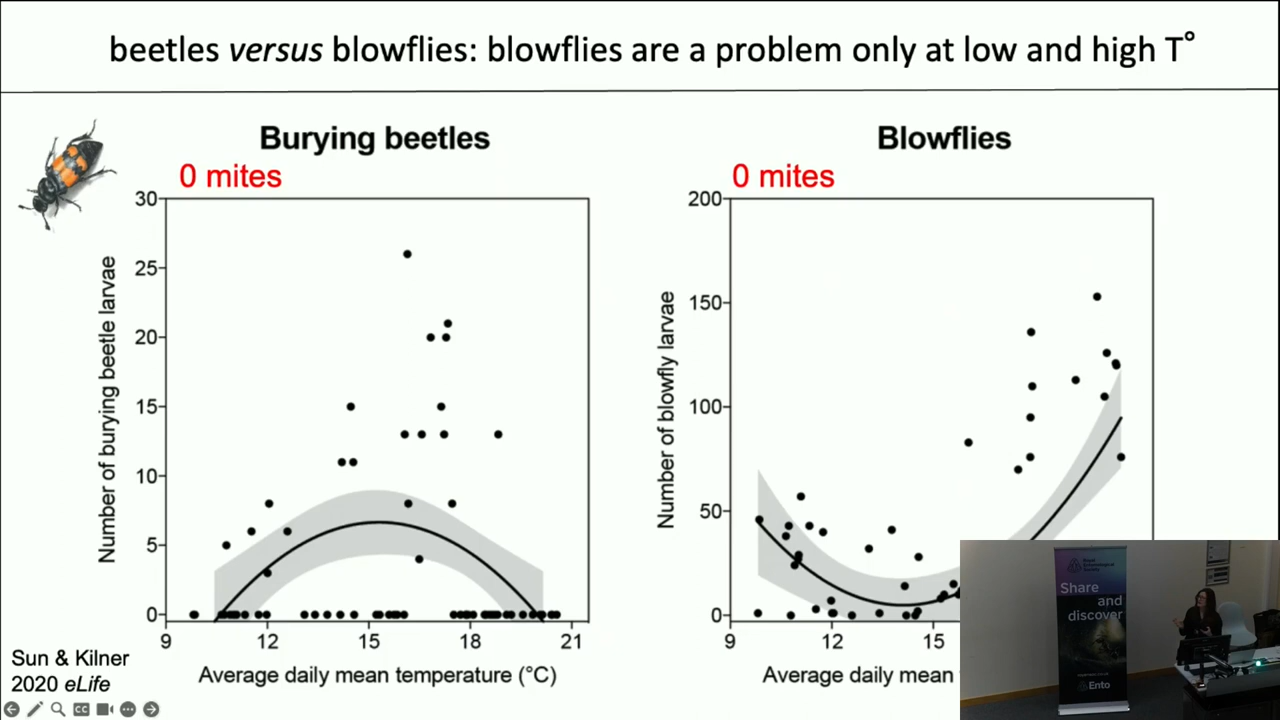 beetles versus blowflies: blowflies are a problem only at low and high T°
Burying beetles
0 mites
Number of burying beetle larvae
30
25
20
15
10
5
0
9
12
15
18
21
Average daily mean temperature (°C)
Blowflies
0 mites
Number of blowfly larvae
200
150
100
50
0
9
12
15
Average daily mean
Sun & Kilner
2020 eLife
CC
Share
and
discover
Ento